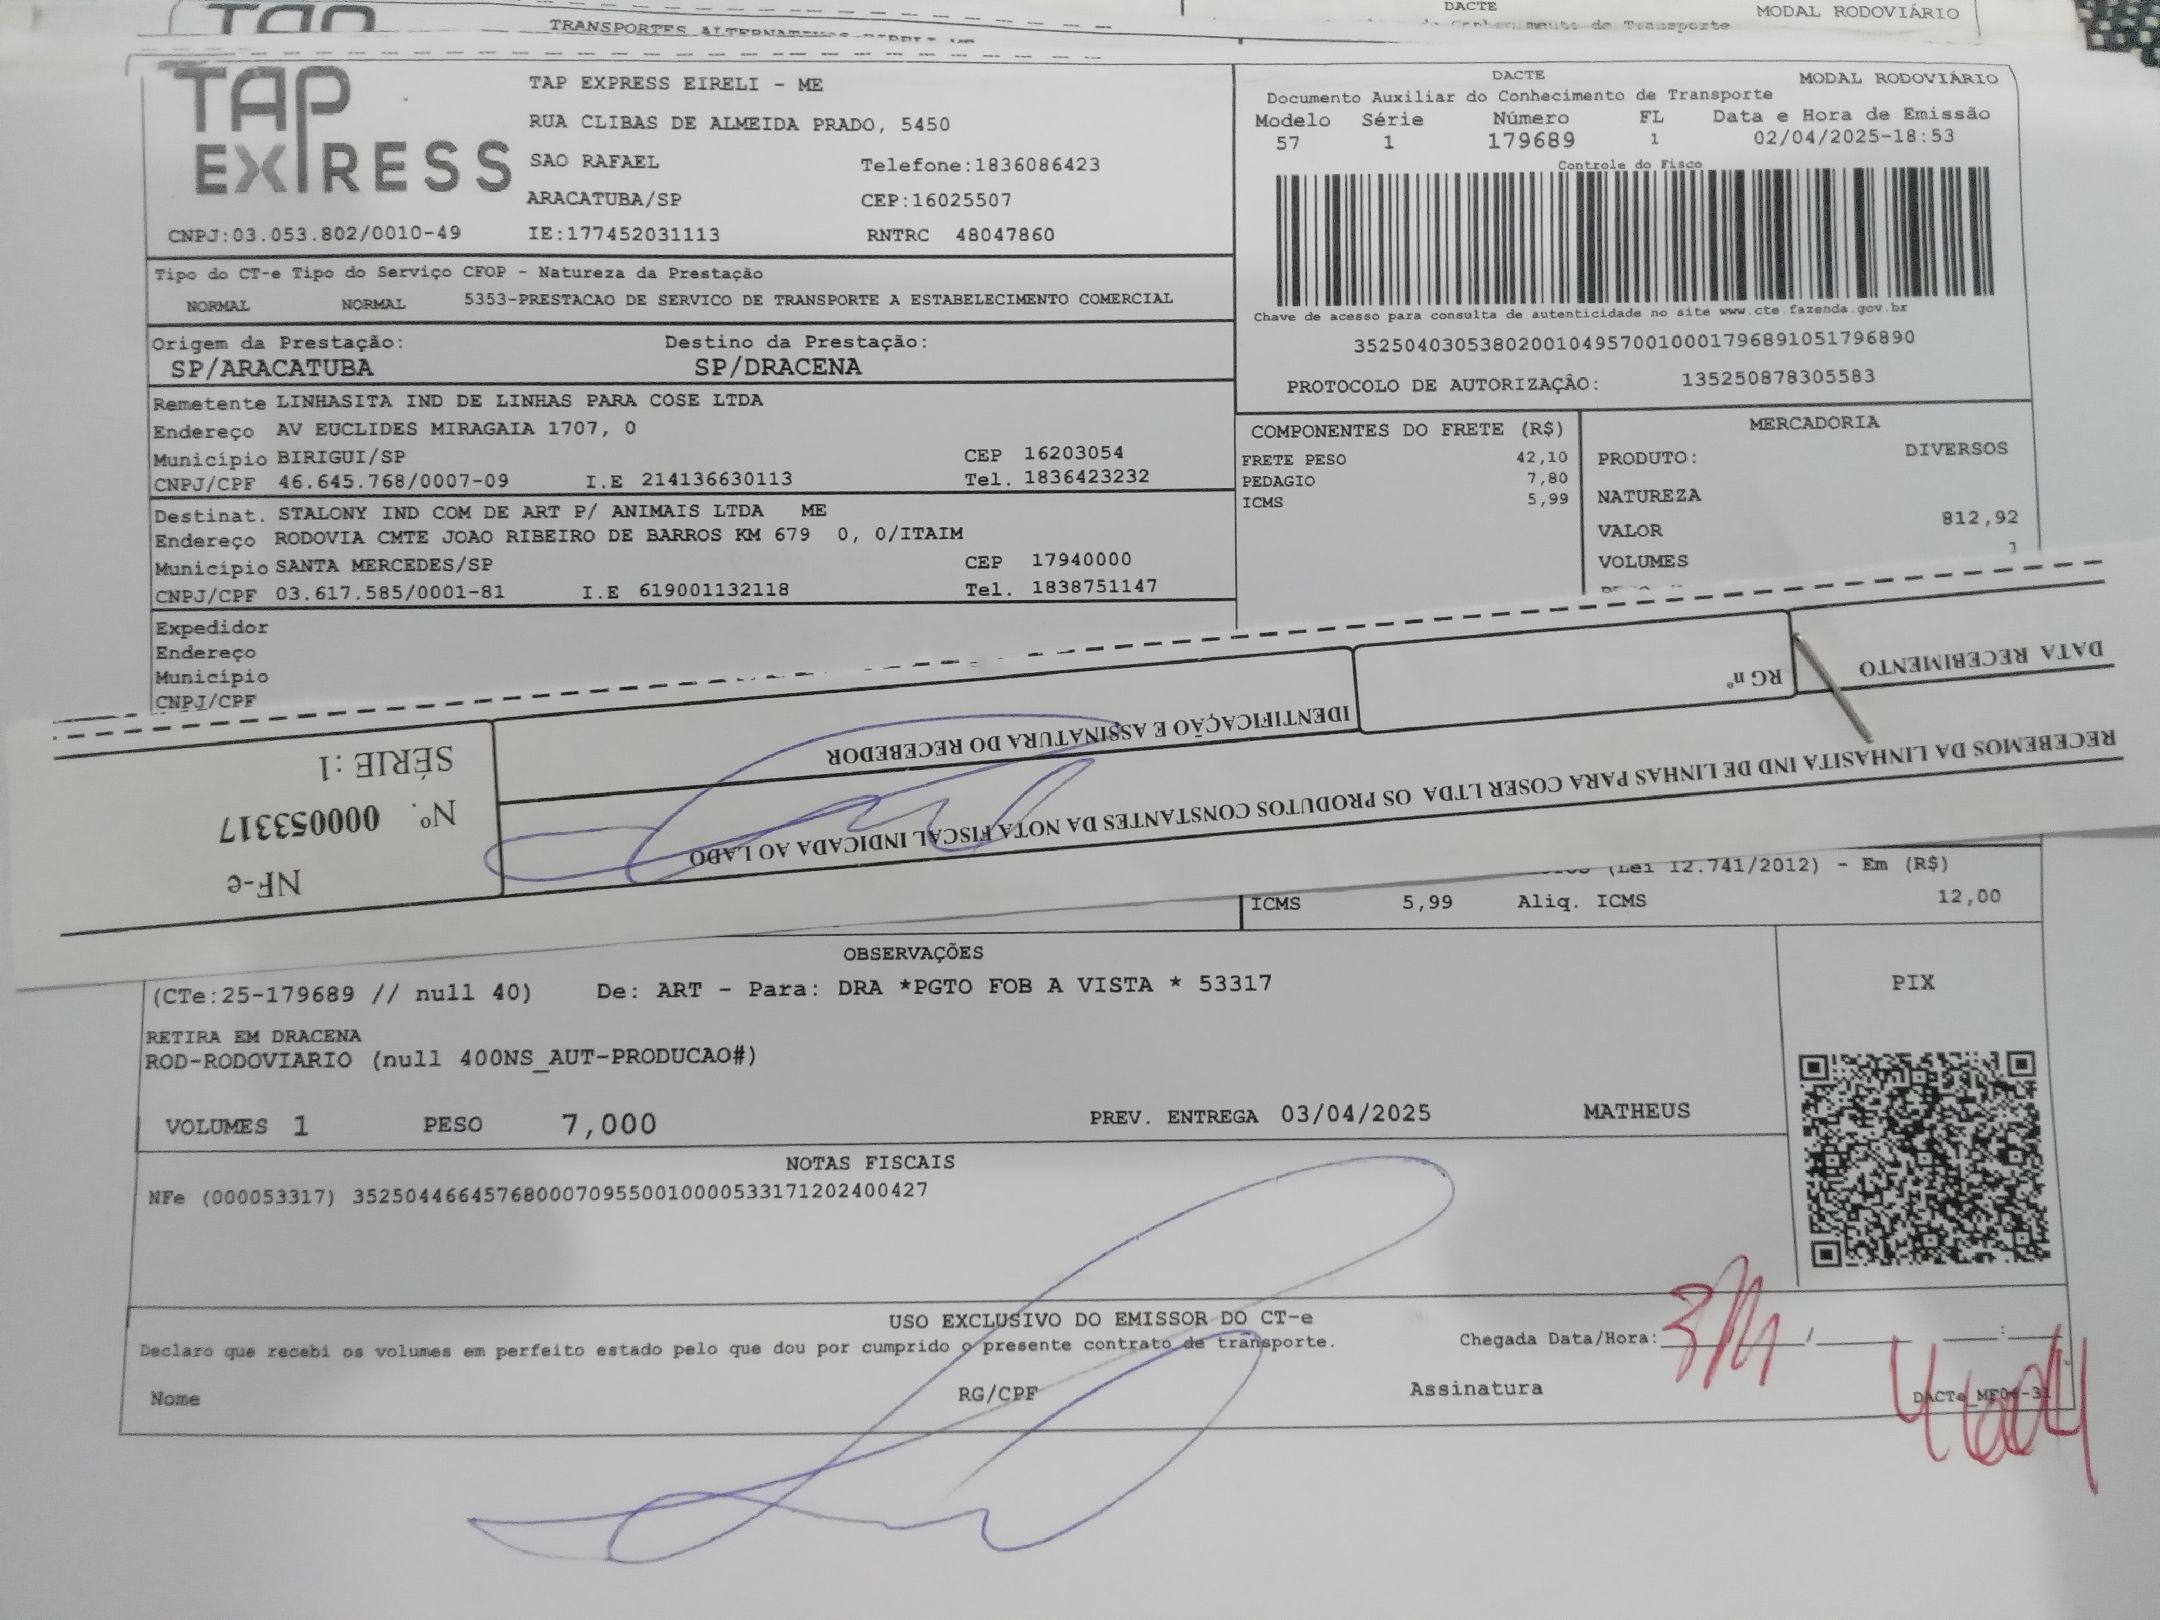 DACTE
MODAL RODOVIÁRIO
TRANSPORTES
de Transporte
TAP EXPRESS
TAP EXPRESS EIRELI - ME
RUA CLIBAS DE ALMEIDA PRADO, 5450
SAO RAFAEL Telefone:1836086423
ARACATUBA/SP CEP:16025507
CNPJ:03.053.802/0010-49 IE:177452031113 RNTRC 48047860
DACTE MODAL RODOVIÁRIO
Documento Auxiliar do Conhecimento de Transporte
Modelo Série Número FL Data e Hora de Emissão
57 1 179689 1 02/04/2025-18:53
Controle do Fisco
Chave de acesso para consulta de autenticidade no site www.cte.fazenda.gov.br
35250403053802001049570010001796891051796890
PROTOCOLO DE AUTORIZAÇÃO: 135250878305583
Tipo do CT-e Tipo do Serviço CFOP - Natureza da Prestação
NORMAL NORMAL 5353-PRESTACAO DE SERVICO DE TRANSPORTE A ESTABELECIMENTO COMERCIAL
Origem da Prestação: Destino da Prestação:
SP/ARACATUBA SP/DRACENA
Remetente LINHASITA IND DE LINHAS PARA COSE LTDA
Endereço AV EUCLIDES MIRAGAIA 1707, 0
Município BIRIGUI/SP CEP 16203054
CNPJ/CPF 46.645.768/0007-09 I.E 214136630113 Tel. 1836423232
Destinat. STALONY IND COM DE ART P/ ANIMAIS LTDA ME
Endereço RODOVIA CMTE JOAO RIBEIRO DE BARROS KM 679 0, 0/ITAIM
Município SANTA MERCEDES/SP CEP 17940000
CNPJ/CPF 03.617.585/0001-81 I.E 619001132118 Tel. 1838751147
Expedidor
Endereço
Município
CNPJ/CPF
COMPONENTES DO FRETE (R$)
FRETE PESO 42,10
PEDAGIO 7,80
ICMS 5,99
MERCADORIA
PRODUTO: DIVERSOS
NATUREZA
VALOR 812,92
VOLUMES 1
RECEBEMOS DA LINHASITA IND DE LINHAS PARA COSER LTDA OS PRODUTOS CONSTANTES DA NOTA FISCAL INDICADA AO LADO
DATA RECEBIMENTO
RG nº
IDENTIFICAÇÃO E ASSINATURA DO RECEBEDOR
NF-e
Nº. 000053317
SÉRIE:1
(Lei 12.741/2012) - Em (R$)
ICMS 5,99 Aliq. ICMS 12,00
OBSERVAÇÕES
(CTe:25-179689 // null 40) De: ART - Para: DRA *PGTO FOB A VISTA * 53317
RETIRA EM DRACENA
ROD-RODOVIARIO (null 400NS_AUT-PRODUCAO#)
VOLUMES 1 PESO 7,000 PREV. ENTREGA 03/04/2025 MATHEUS
PIX
NOTAS FISCAIS
NFe (000053317) 35250446645768000709550010000533171202400427
USO EXCLUSIVO DO EMISSOR DO CT-e
Declaro que recebi os volumes em perfeito estado pelo que dou por cumprido o presente contrato de transporte.
Chegada Data/Hora:
Nome RG/CPF Assinatura